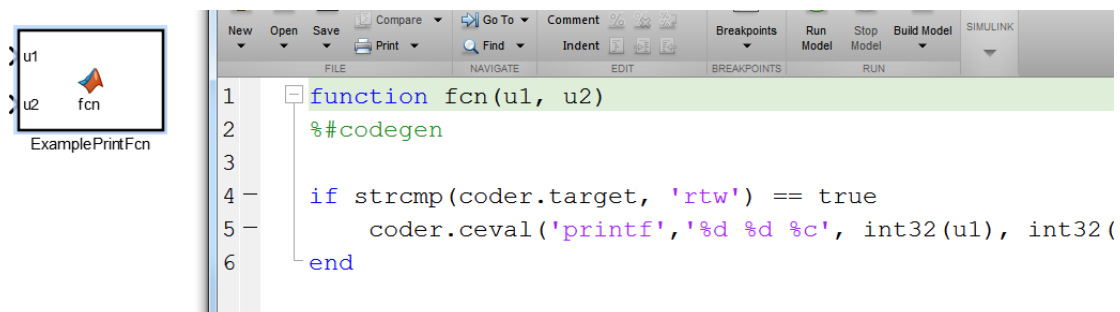 u1
u2
fcn
ExamplePrintFcn
New Open Save Compare Print
Go To Find
Comment Indent
Breakpoints
Run Model Stop Model Build Model
SIMULINK
FILE NAVIGATE EDIT BREAKPOINTS RUN
1 function fcn(u1, u2)
2 %#codegen
3
4 if strcmp(coder.target, 'rtw') == true
5 coder.ceval('printf','%d %d %c', int32(u1), int32(
6 end